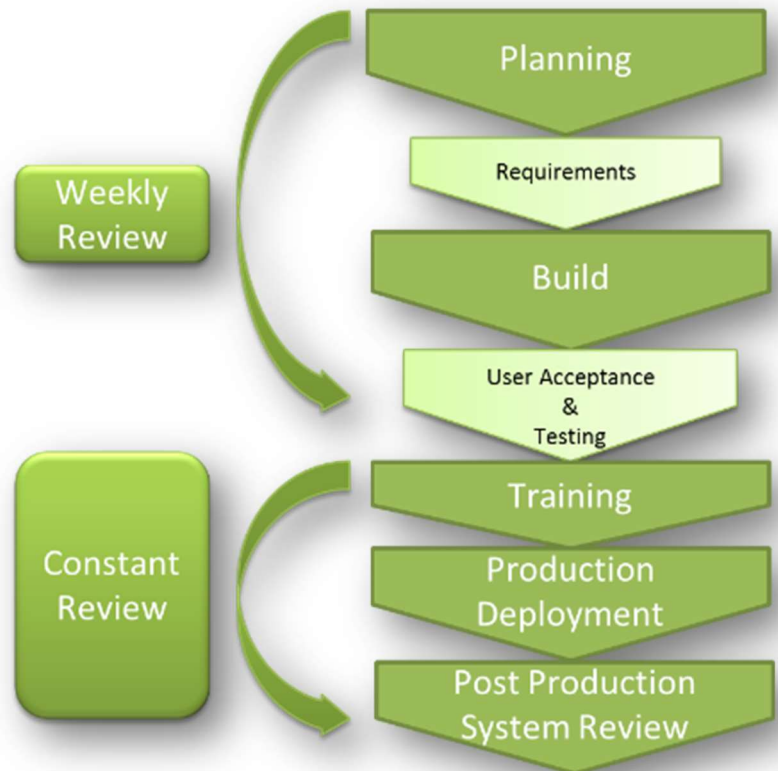 Planning
Requirements
Weekly
Review
Build
User Acceptance
&
Testing
Training
Constant
Review
Production
Deployment
Post Production
System Review